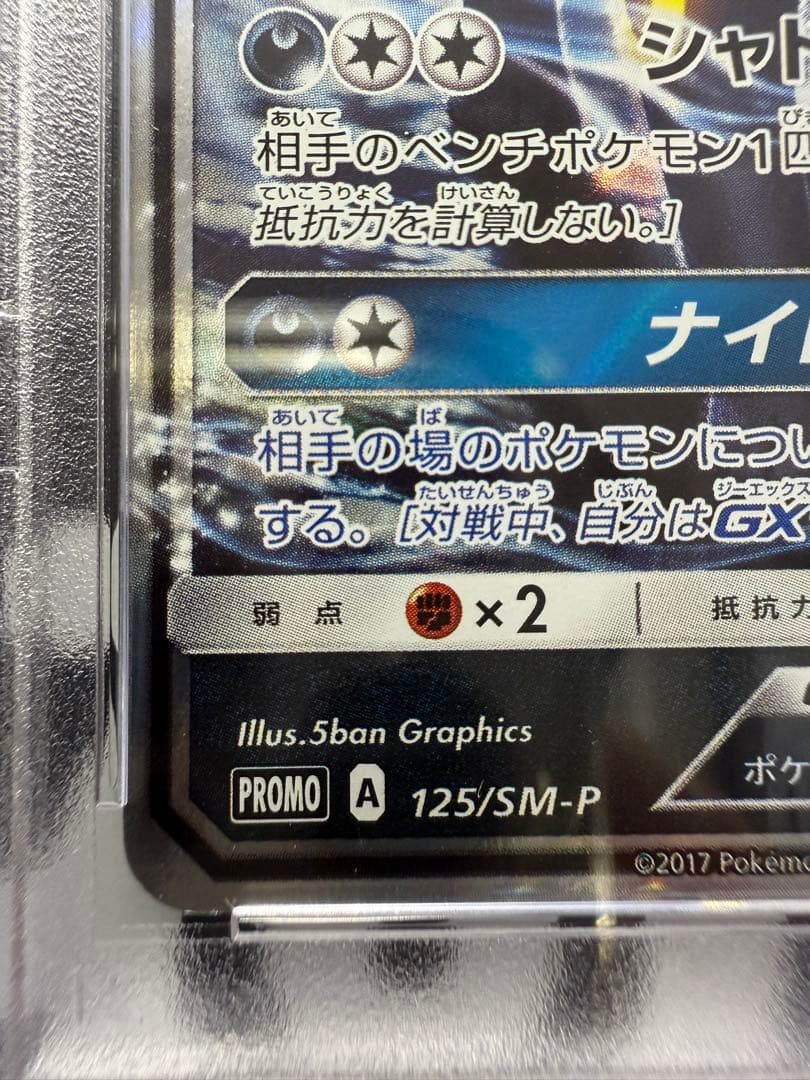 シャド
あいて
相手のベンチポケモン1匹
ていこうりょく けいさん
抵抗力を計算しない。]
ナイト
あいて ば
相手の場のポケモンについ
たいせんちゅう じぶん ジーエックス
する。[対戦中、自分はGX
弱点 ×2 抵抗力
Illus.5ban Graphics
PROMO A 125/SM-P
ポケ
©2017 Pokémo